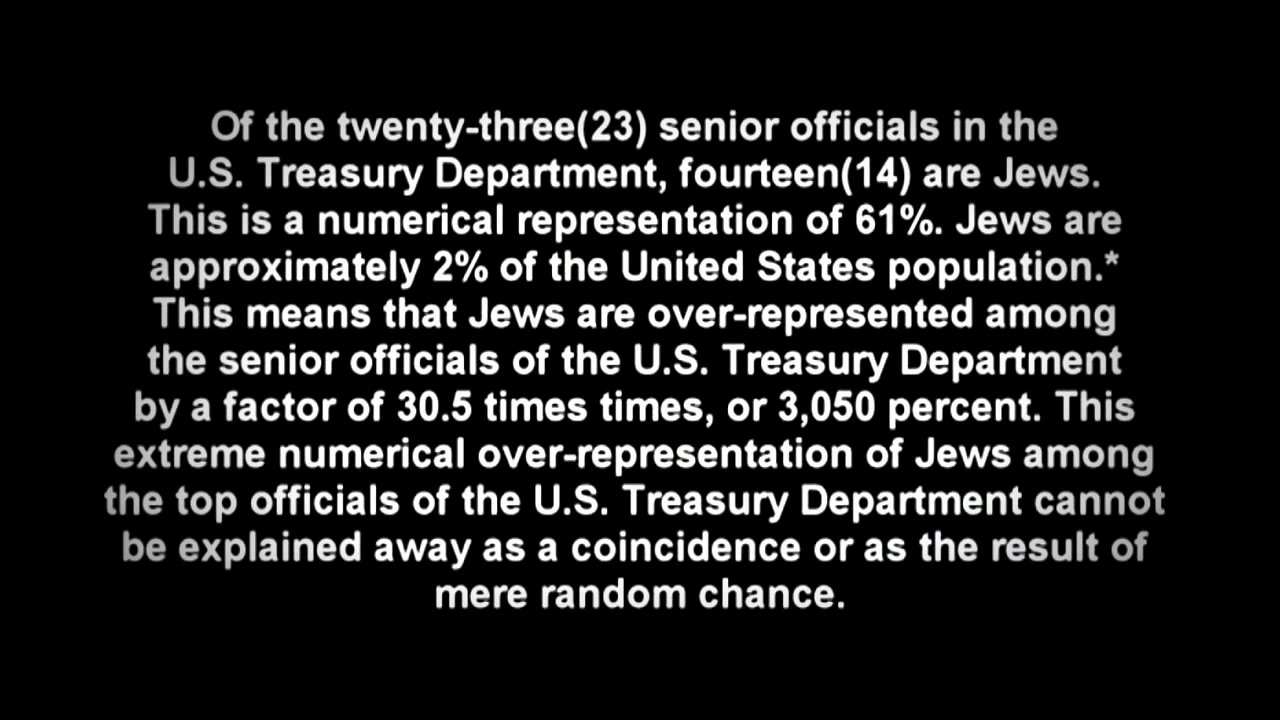 Of the twenty-three(23) senior officials in the
U.S. Treasury Department, fourteen(14) are Jews.
This is a numerical representation of 61%. Jews are
approximately 2% of the United States population.*
This means that Jews are over-represented among
the senior officials of the U.S. Treasury Department
by a factor of 30.5 times times, or 3,050 percent. This
extreme numerical over-representation of Jews among
the top officials of the U.S. Treasury Department cannot
be explained away as a coincidence or as the result of
mere random chance.